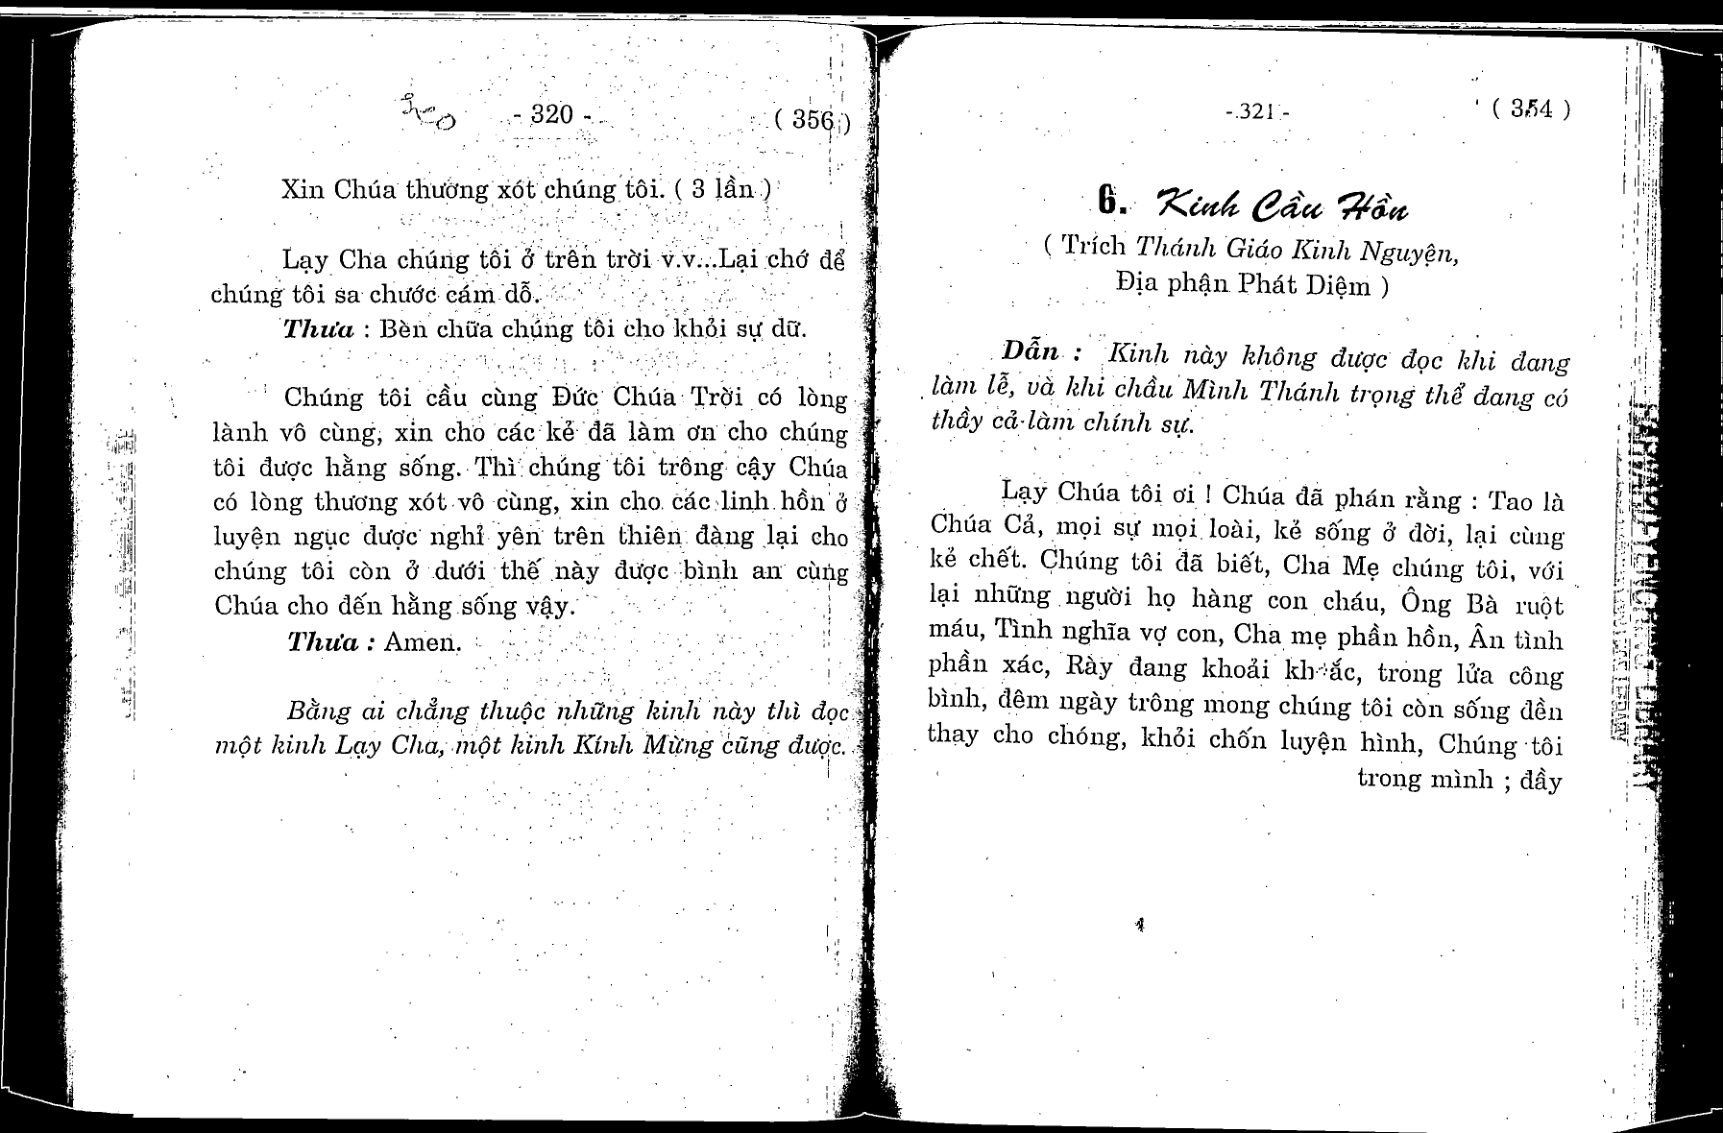 320
- 320 -
( 356 )
Xin Chúa thương xót chúng tôi. ( 3 lần )
Lạy Cha chúng tôi ở trên trời v.v...Lại chớ để
chúng tôi sa chước cám dỗ.
Thưa : Bèn chữa chúng tôi cho khỏi sự dữ.
Chúng tôi cầu cùng Đức Chúa Trời có lòng
lành vô cùng, xin cho các kẻ đã làm ơn cho chúng
tôi được hằng sống. Thì chúng tôi trông cậy Chúa
có lòng thương xót vô cùng, xin cho các linh hồn ở
luyện ngục được nghỉ yên trên thiên đàng lại cho
chúng tôi còn ở dưới thế này được bình an cùng
Chúa cho đến hằng sống vậy.
Thưa : Amen.
Bằng ai chẳng thuộc những kinh này thì đọc
một kinh Lạy Cha, một kinh Kính Mừng cũng được.
- 321 -
( 354 )
6. Kinh Cầu Hồn
( Trích Thánh Giáo Kinh Nguyện,
Địa phận Phát Diệm )
Dẫn : Kinh này không được đọc khi đang
làm lễ, và khi chầu Mình Thánh trọng thể đang có
thầy cả làm chính sự.
Lạy Chúa tôi ơi ! Chúa đã phán rằng : Tao là
Chúa Cả, mọi sự mọi loài, kẻ sống ở đời, lại cùng
kẻ chết. Chúng tôi đã biết, Cha Mẹ chúng tôi, với
lại những người họ hàng con cháu, Ông Bà ruột
máu, Tình nghĩa vợ con, Cha mẹ phần hồn, Ân tình
phần xác, Rày đang khoải khắc, trong lửa công
bình, đêm ngày trông mong chúng tôi còn sống đền
thay cho chóng, khỏi chốn luyện hình, Chúng tôi
trong mình ; đầy